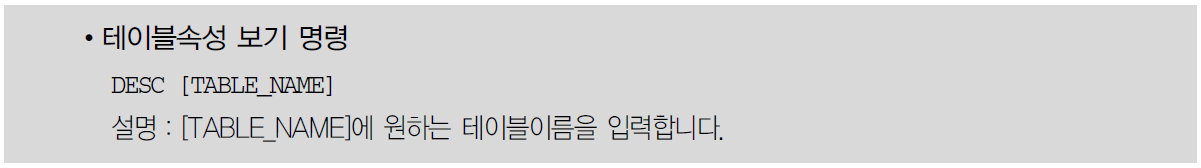 • 테이블속성 보기 명령
DESC [TABLE_NAME]
설명 : [TABLE_NAME]에 원하는 테이블이름을 입력합니다.